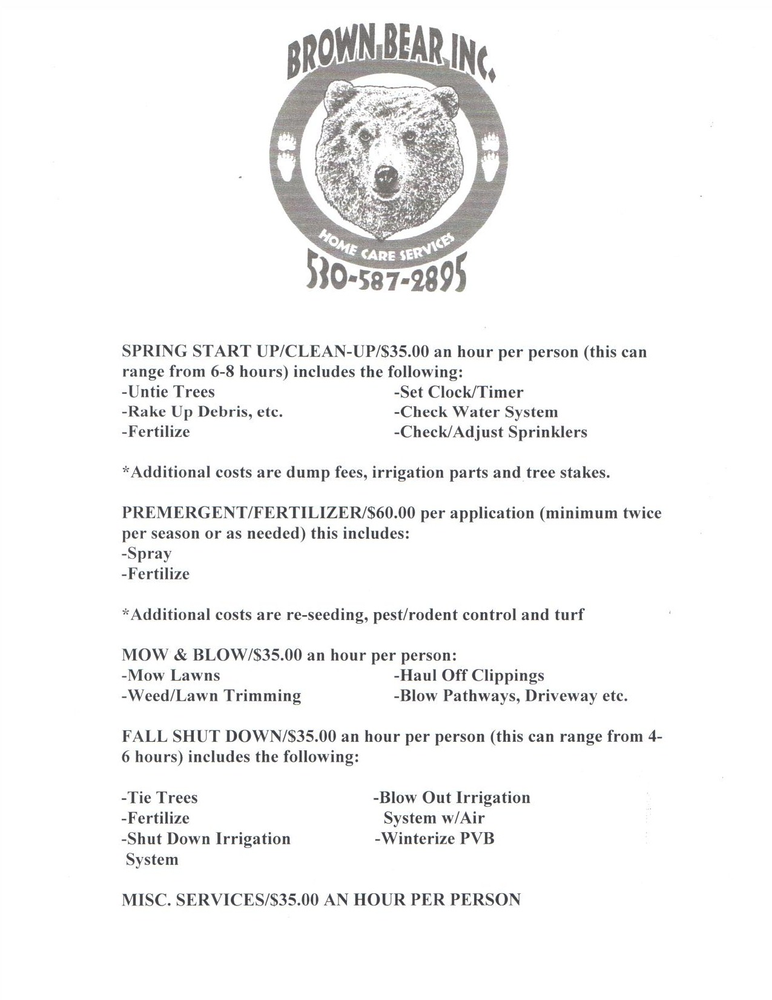 BROWN BEAR INC.
HOME CARE SERVICES
530-587-2895
SPRING START UP/CLEAN-UP/$35.00 an hour per person (this can
range from 6-8 hours) includes the following:
-Untie Trees -Set Clock/Timer
-Rake Up Debris, etc. -Check Water System
-Fertilize -Check/Adjust Sprinklers
*Additional costs are dump fees, irrigation parts and tree stakes.
PREMERGENT/FERTILIZER/$60.00 per application (minimum twice
per season or as needed) this includes:
-Spray
-Fertilize
*Additional costs are re-seeding, pest/rodent control and turf
MOW & BLOW/$35.00 an hour per person:
-Mow Lawns -Haul Off Clippings
-Weed/Lawn Trimming -Blow Pathways, Driveway etc.
FALL SHUT DOWN/$35.00 an hour per person (this can range from 4-
6 hours) includes the following:
-Tie Trees -Blow Out Irrigation
-Fertilize System w/Air
-Shut Down Irrigation -Winterize PVB
System
MISC. SERVICES/$35.00 AN HOUR PER PERSON